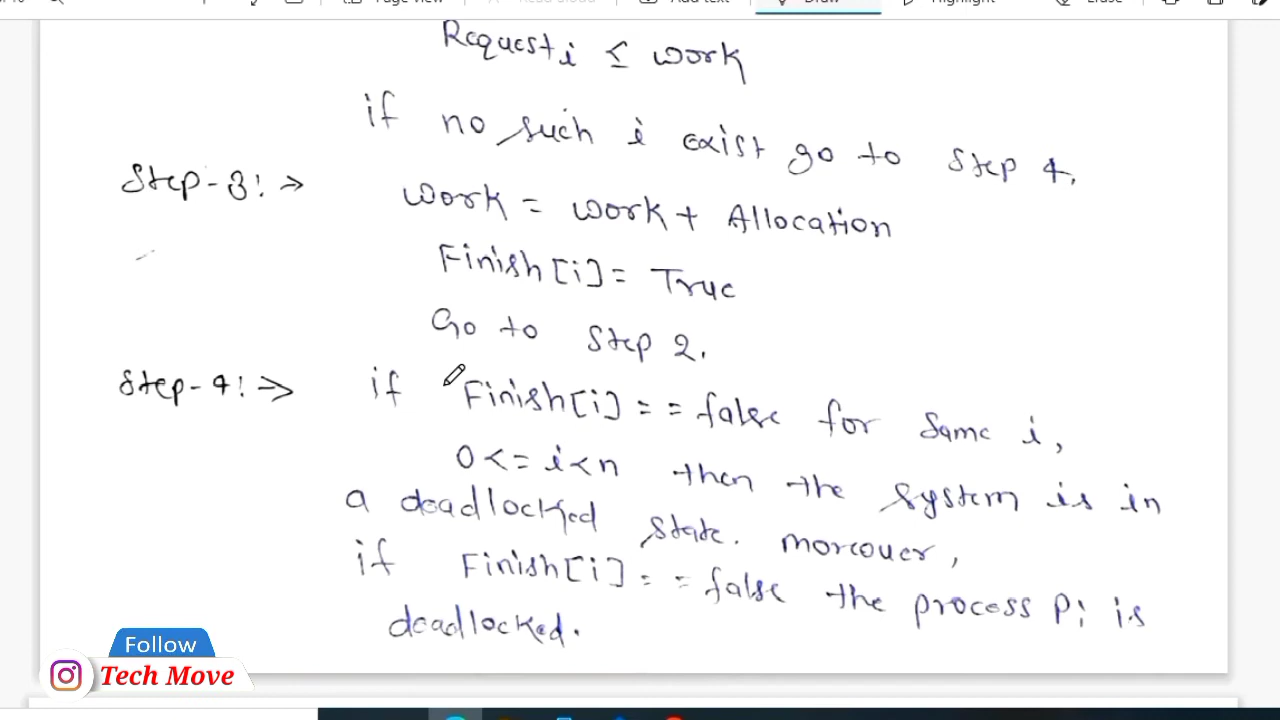 Request i ≤ work
if no such i exist go to step 4.
Step-3! ⇒ work = work + Allocation
Finish[i] = True
Go to step 2.
Step-4! ⇒ if Finish[i] = = false for same i,
0 <= i < n then the system is in
a deadlocked state. moreover,
if Finish[i] = = false the process Pi is
deadlocked.
Follow
Tech Move